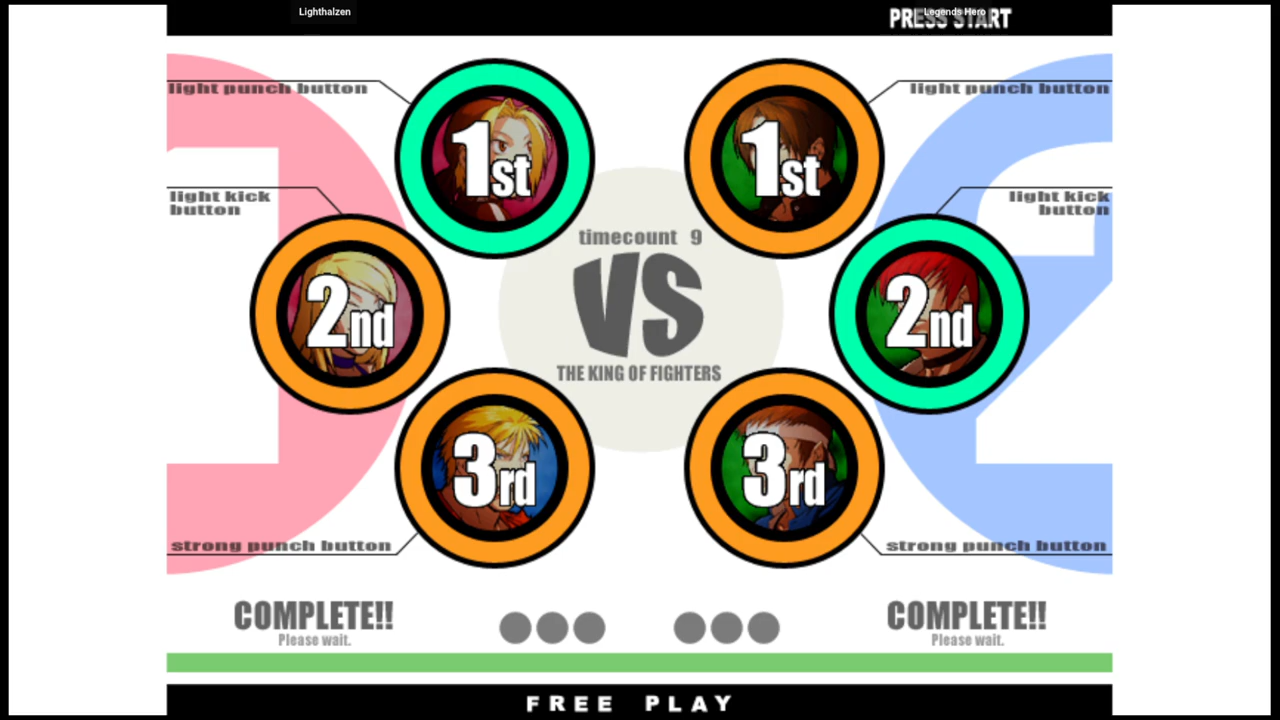 Lighthalzen
Legends Hero
PRESS START
light punch button
light punch button
1st
1st
light kick
button
light kick
button
timecount 9
VS
THE KING OF FIGHTERS
2nd
2nd
3rd
3rd
strong punch button
strong punch button
COMPLETE!!
Please wait.
COMPLETE!!
Please wait.
FREE PLAY